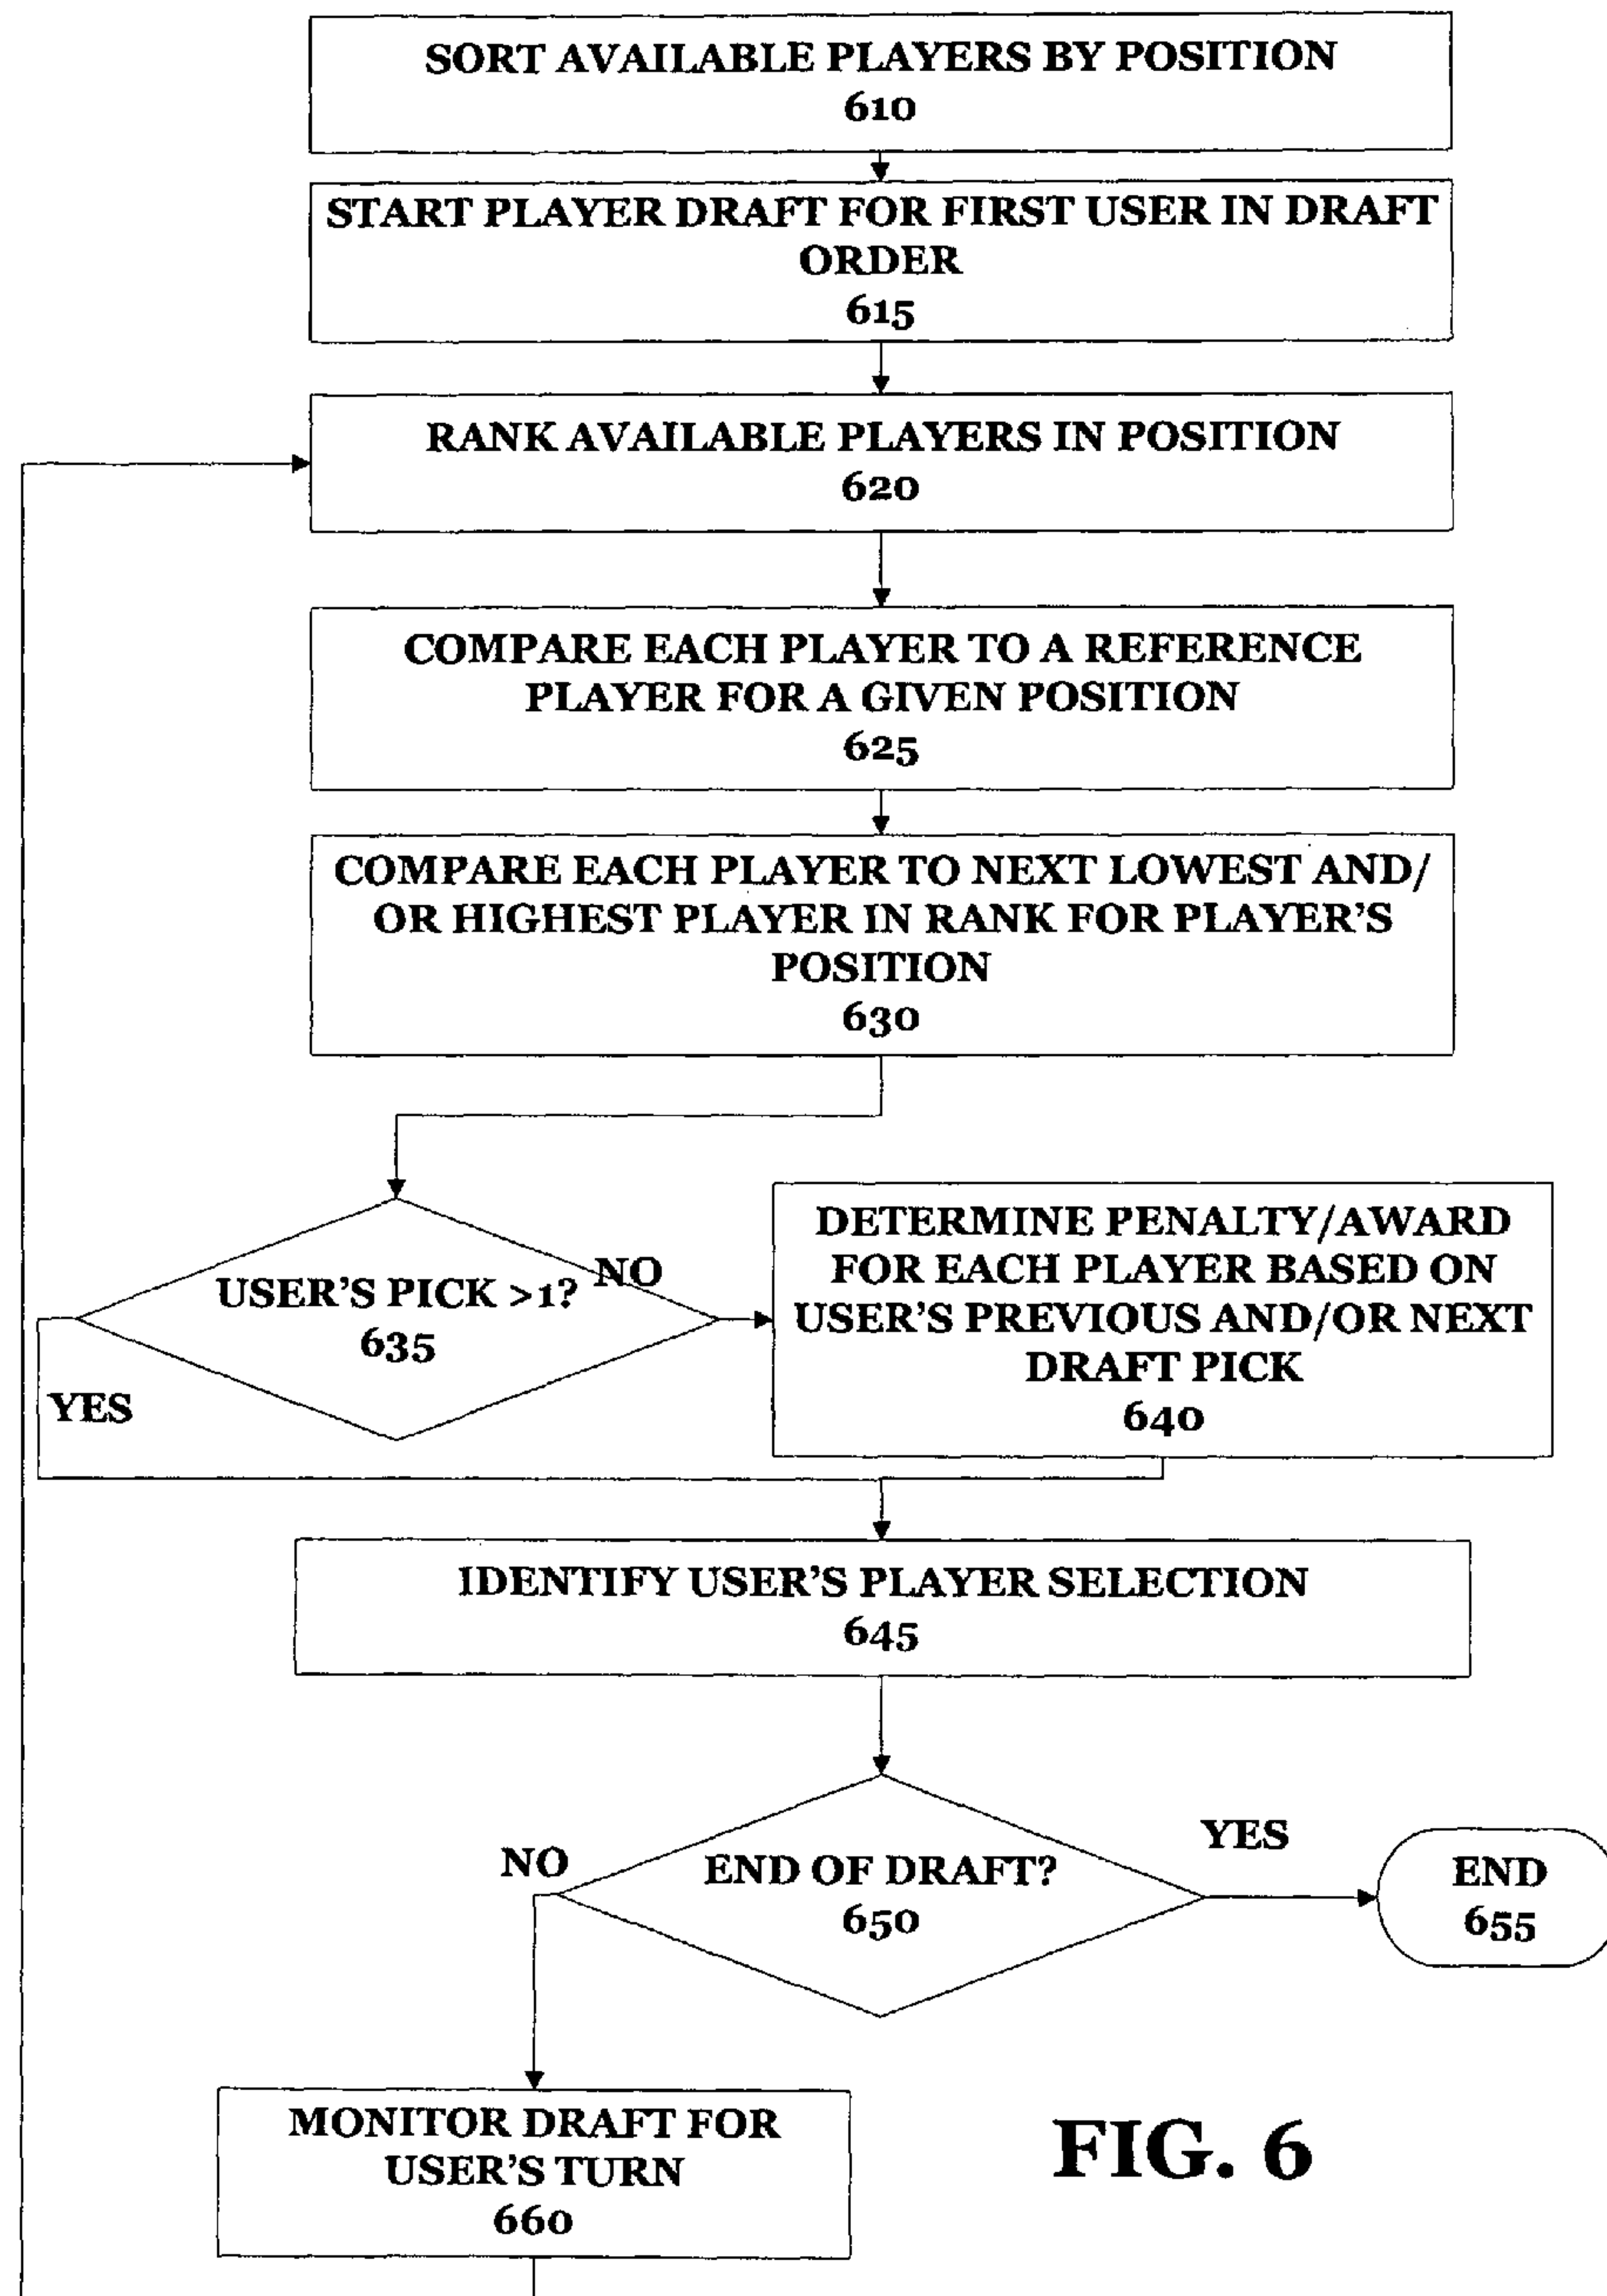 SORT AVAILABLE PLAYERS BY POSITION
610
START PLAYER DRAFT FOR FIRST USER IN DRAFT
ORDER
615
RANK AVAILABLE PLAYERS IN POSITION
620
COMPARE EACH PLAYER TO A REFERENCE
PLAYER FOR A GIVEN POSITION
625
COMPARE EACH PLAYER TO NEXT LOWEST AND/
OR HIGHEST PLAYER IN RANK FOR PLAYER'S
POSITION
630
USER'S PICK >1?
635
NO
YES
DETERMINE PENALTY/AWARD
FOR EACH PLAYER BASED ON
USER'S PREVIOUS AND/OR NEXT
DRAFT PICK
640
IDENTIFY USER'S PLAYER SELECTION
645
END OF DRAFT?
650
NO
YES
END
655
MONITOR DRAFT FOR
USER'S TURN
660
FIG. 6